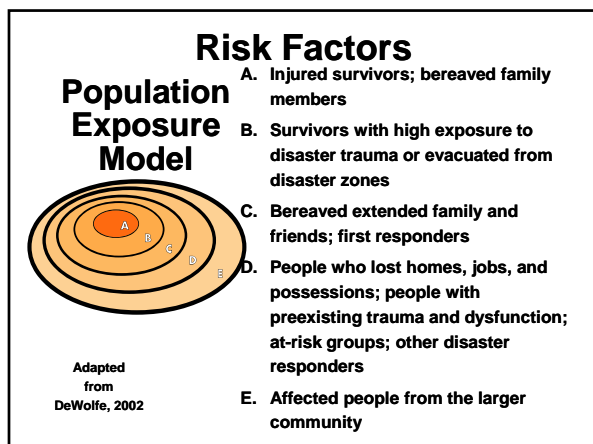 Risk Factors
Population
Exposure
Model
A. Injured survivors; bereaved family
members
B. Survivors with high exposure to
disaster trauma or evacuated from
disaster zones
C. Bereaved extended family and
friends; first responders
D. People who lost homes, jobs, and
possessions; people with
preexisting trauma and dysfunction;
at-risk groups; other disaster
responders
E. Affected people from the larger
community
A
B
C
D
E
Adapted
from
DeWolfe, 2002